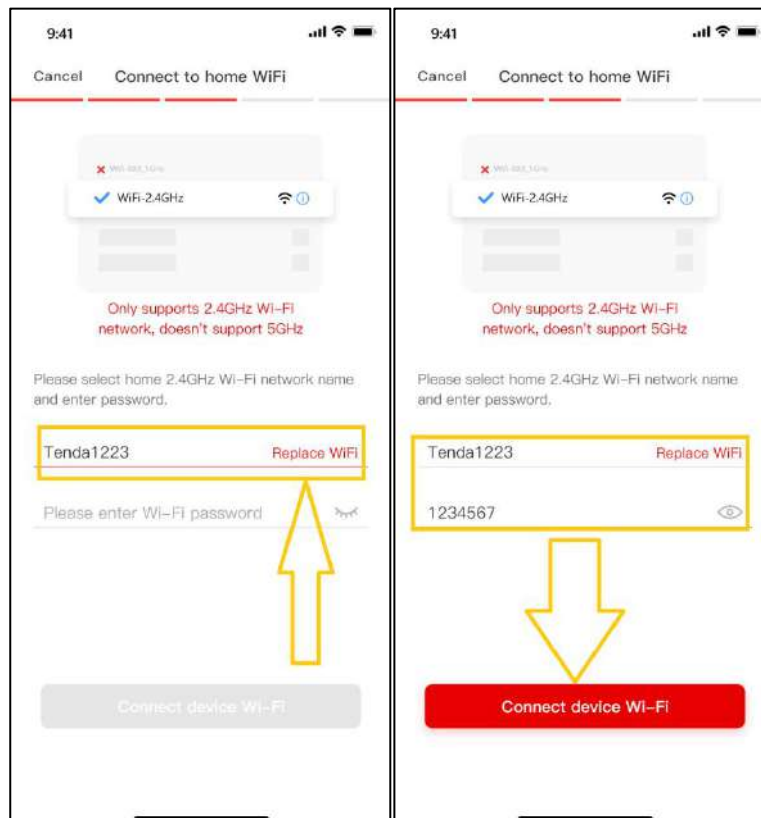 9:41
Cancel Connect to home WiFi
WiFi-2.4GHz
Only supports 2.4GHz Wi-Fi
network, doesn't support 5GHz
Please select home 2.4GHz Wi-Fi network name
and enter password.
Tenda1223 Replace WiFi
Please enter Wi-Fi password
Connect device Wi-Fi
9:41
Cancel Connect to home WiFi
WiFi-2.4GHz
Only supports 2.4GHz Wi-Fi
network, doesn't support 5GHz
Please select home 2.4GHz Wi-Fi network name
and enter password.
Tenda1223 Replace WiFi
1234567
Connect device Wi-Fi